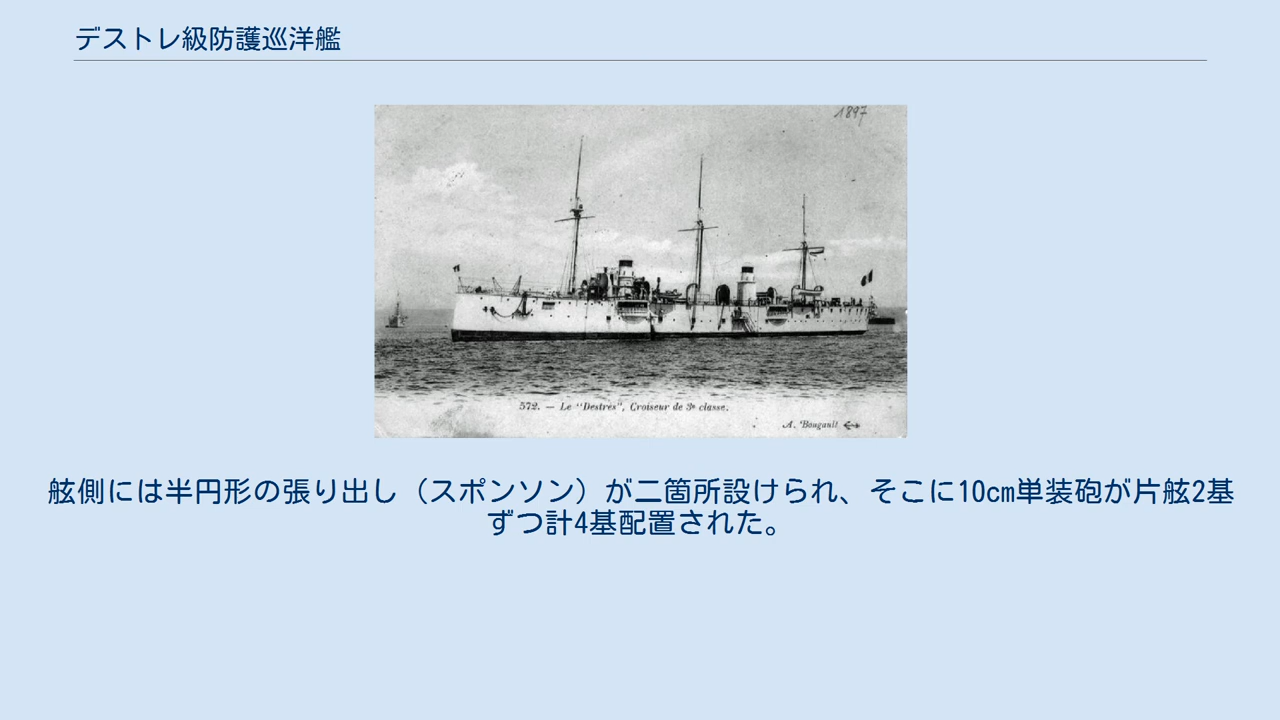 デストレ級防護巡洋艦
1897
572. — Le "Destrés", Croiseur de 3e classe.
A. Bougault
舷側には半円形の張り出し（スポンソン）が二箇所設けられ、そこに10cm単装砲が片舷2基
ずつ計4基配置された。